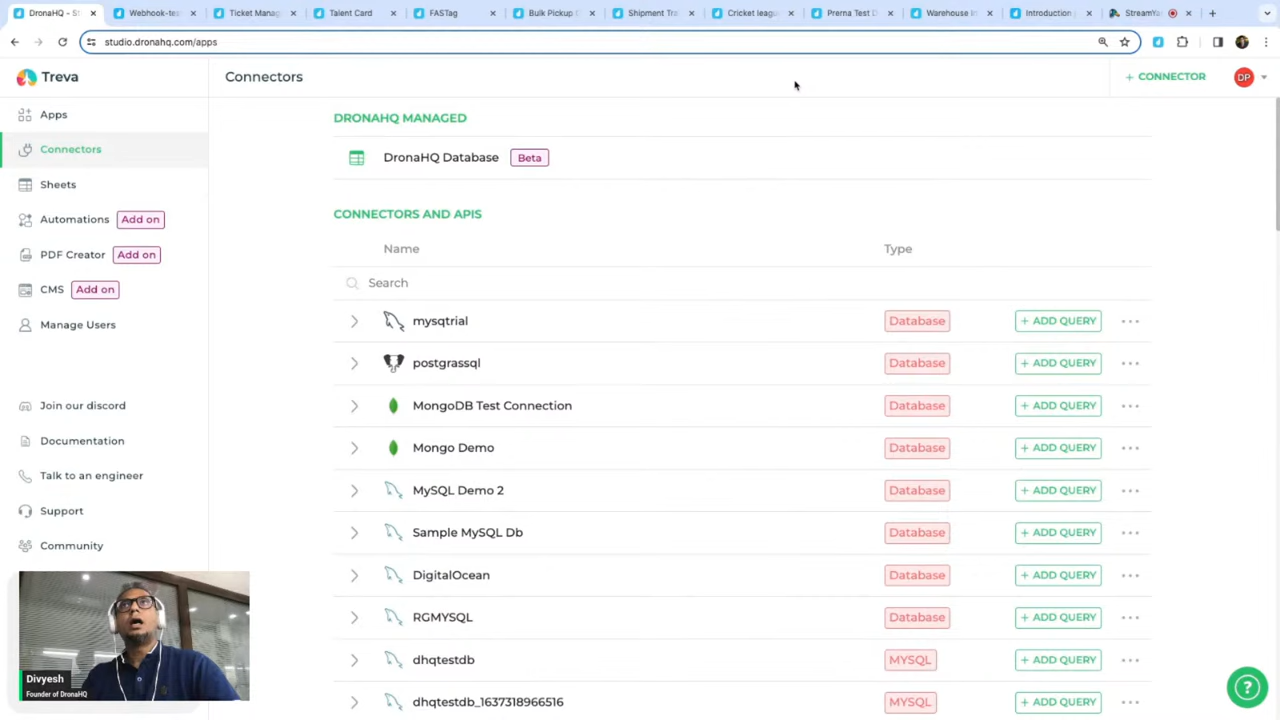 DronaHQ - S
Webhook-tes
Ticket Manag
Talent Card
FASTag
Bulk Pickup D
Shipment Tra
Cricket leagu
Prerna Test D
Warehouse In
Introduction
StreamYa
studio.dronahq.com/apps
Treva
Connectors
+ CONNECTOR
DP
Apps
Connectors
Sheets
Automations Add on
PDF Creator Add on
CMS Add on
Manage Users
Join our discord
Documentation
Talk to an engineer
Support
Community
DRONAHQ MANAGED
DronaHQ Database Beta
CONNECTORS AND APIS
Name Type
Search
mysqtrial Database + ADD QUERY
postgrassql Database + ADD QUERY
MongoDB Test Connection Database + ADD QUERY
Mongo Demo Database + ADD QUERY
MySQL Demo 2 Database + ADD QUERY
Sample MySQL Db Database + ADD QUERY
DigitalOcean Database + ADD QUERY
RGMYSQL Database + ADD QUERY
dhqtestdb MYSQL + ADD QUERY
dhqtestdb_1637318966516 MYSQL + ADD QUERY
Divyesh
Founder of DronaHQ
?